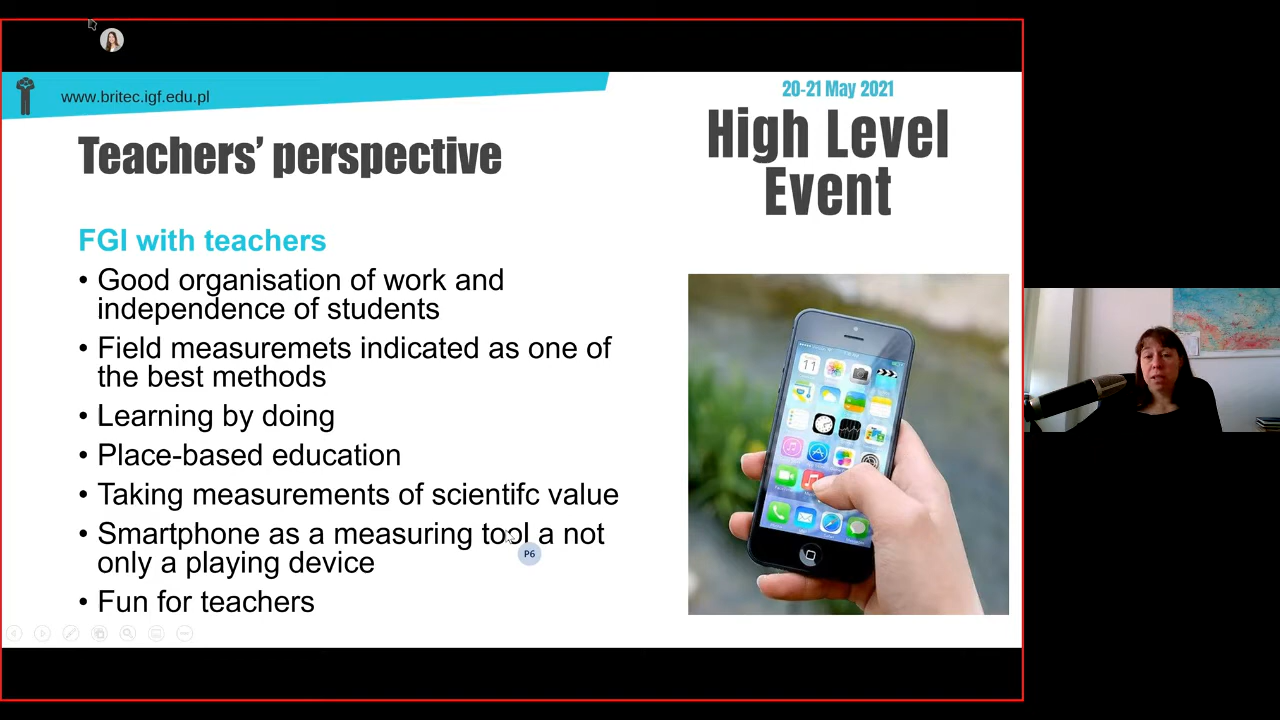 www.britec.igf.edu.pl
20-21 May 2021
High Level
Event
Teachers’ perspective
FGI with teachers
• Good organisation of work and
independence of students
• Field measuremets indicated as one of
the best methods
• Learning by doing
• Place-based education
• Taking measurements of scientifc value
• Smartphone as a measuring tool a not
only a playing device
P6
• Fun for teachers
11